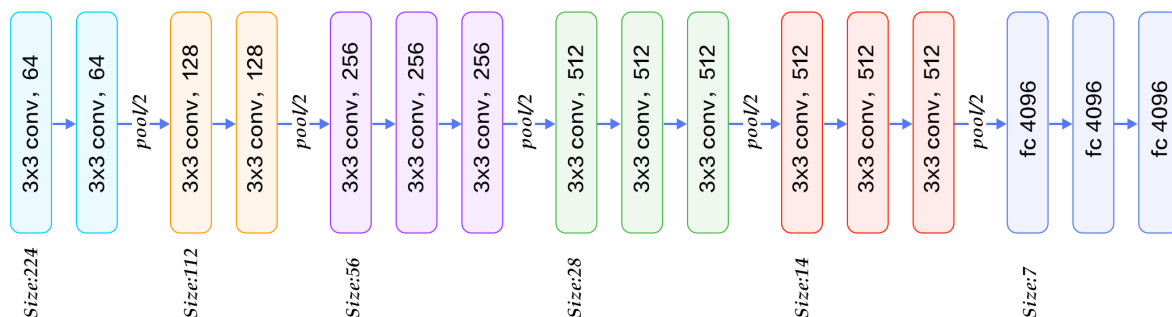 3x3 conv, 64
3x3 conv, 64
pool/2
3x3 conv, 128
3x3 conv, 128
pool/2
3x3 conv, 256
3x3 conv, 256
3x3 conv, 256
pool/2
3x3 conv, 512
3x3 conv, 512
3x3 conv, 512
pool/2
3x3 conv, 512
3x3 conv, 512
3x3 conv, 512
pool/2
fc 4096
fc 4096
fc 4096
Size:224
Size:112
Size:56
Size:28
Size:14
Size:7